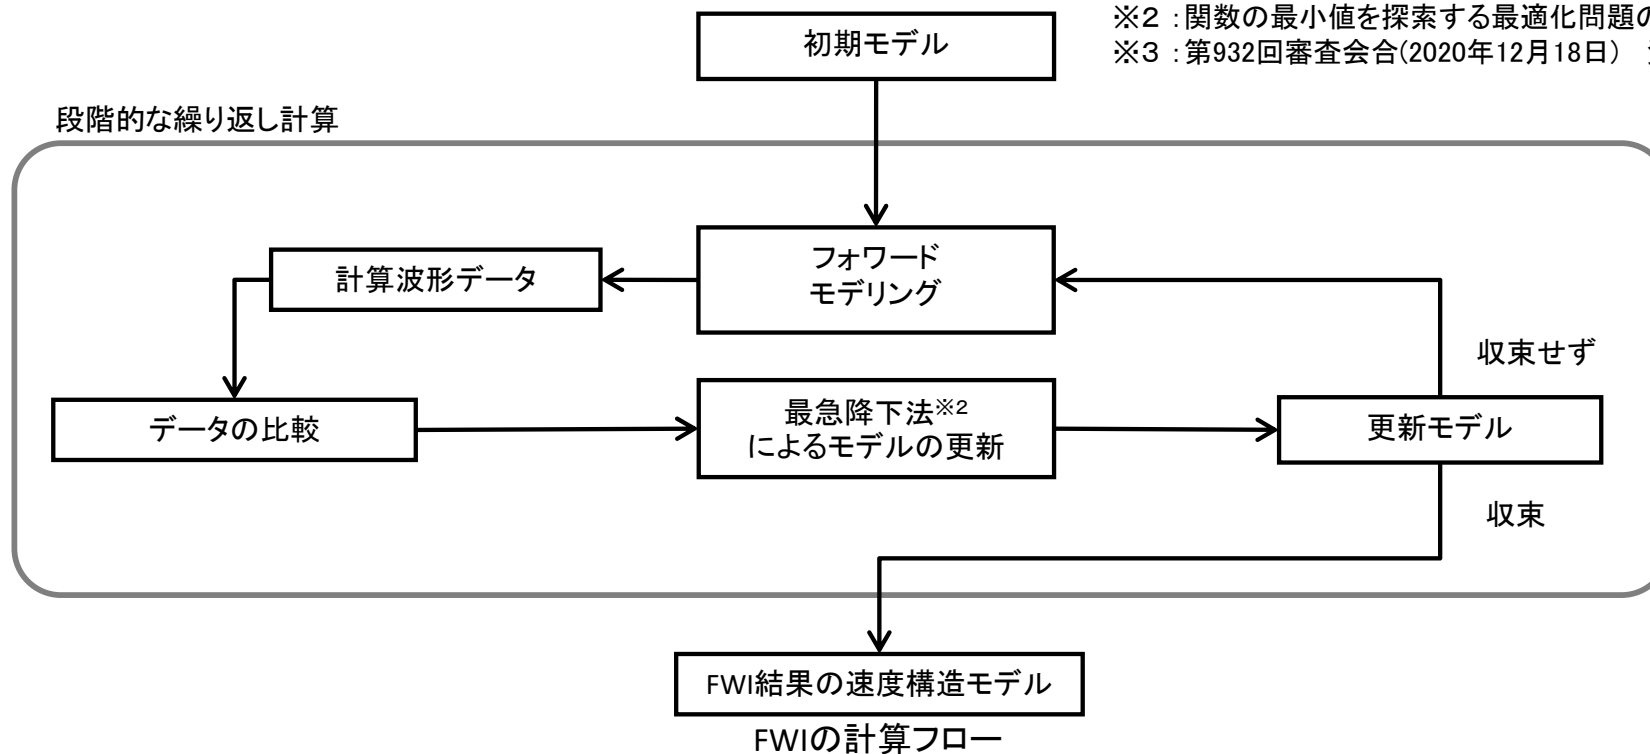 ※2 ：関数の最小値を探索する最適化問題の
※3 ：第932回審査会合(2020年12月18日)
初期モデル
段階的な繰り返し計算
フォワード
モデリング
計算波形データ
収束せず
データの比較
最急降下法※2
によるモデルの更新
更新モデル
収束
FWI結果の速度構造モデル
FWIの計算フロー